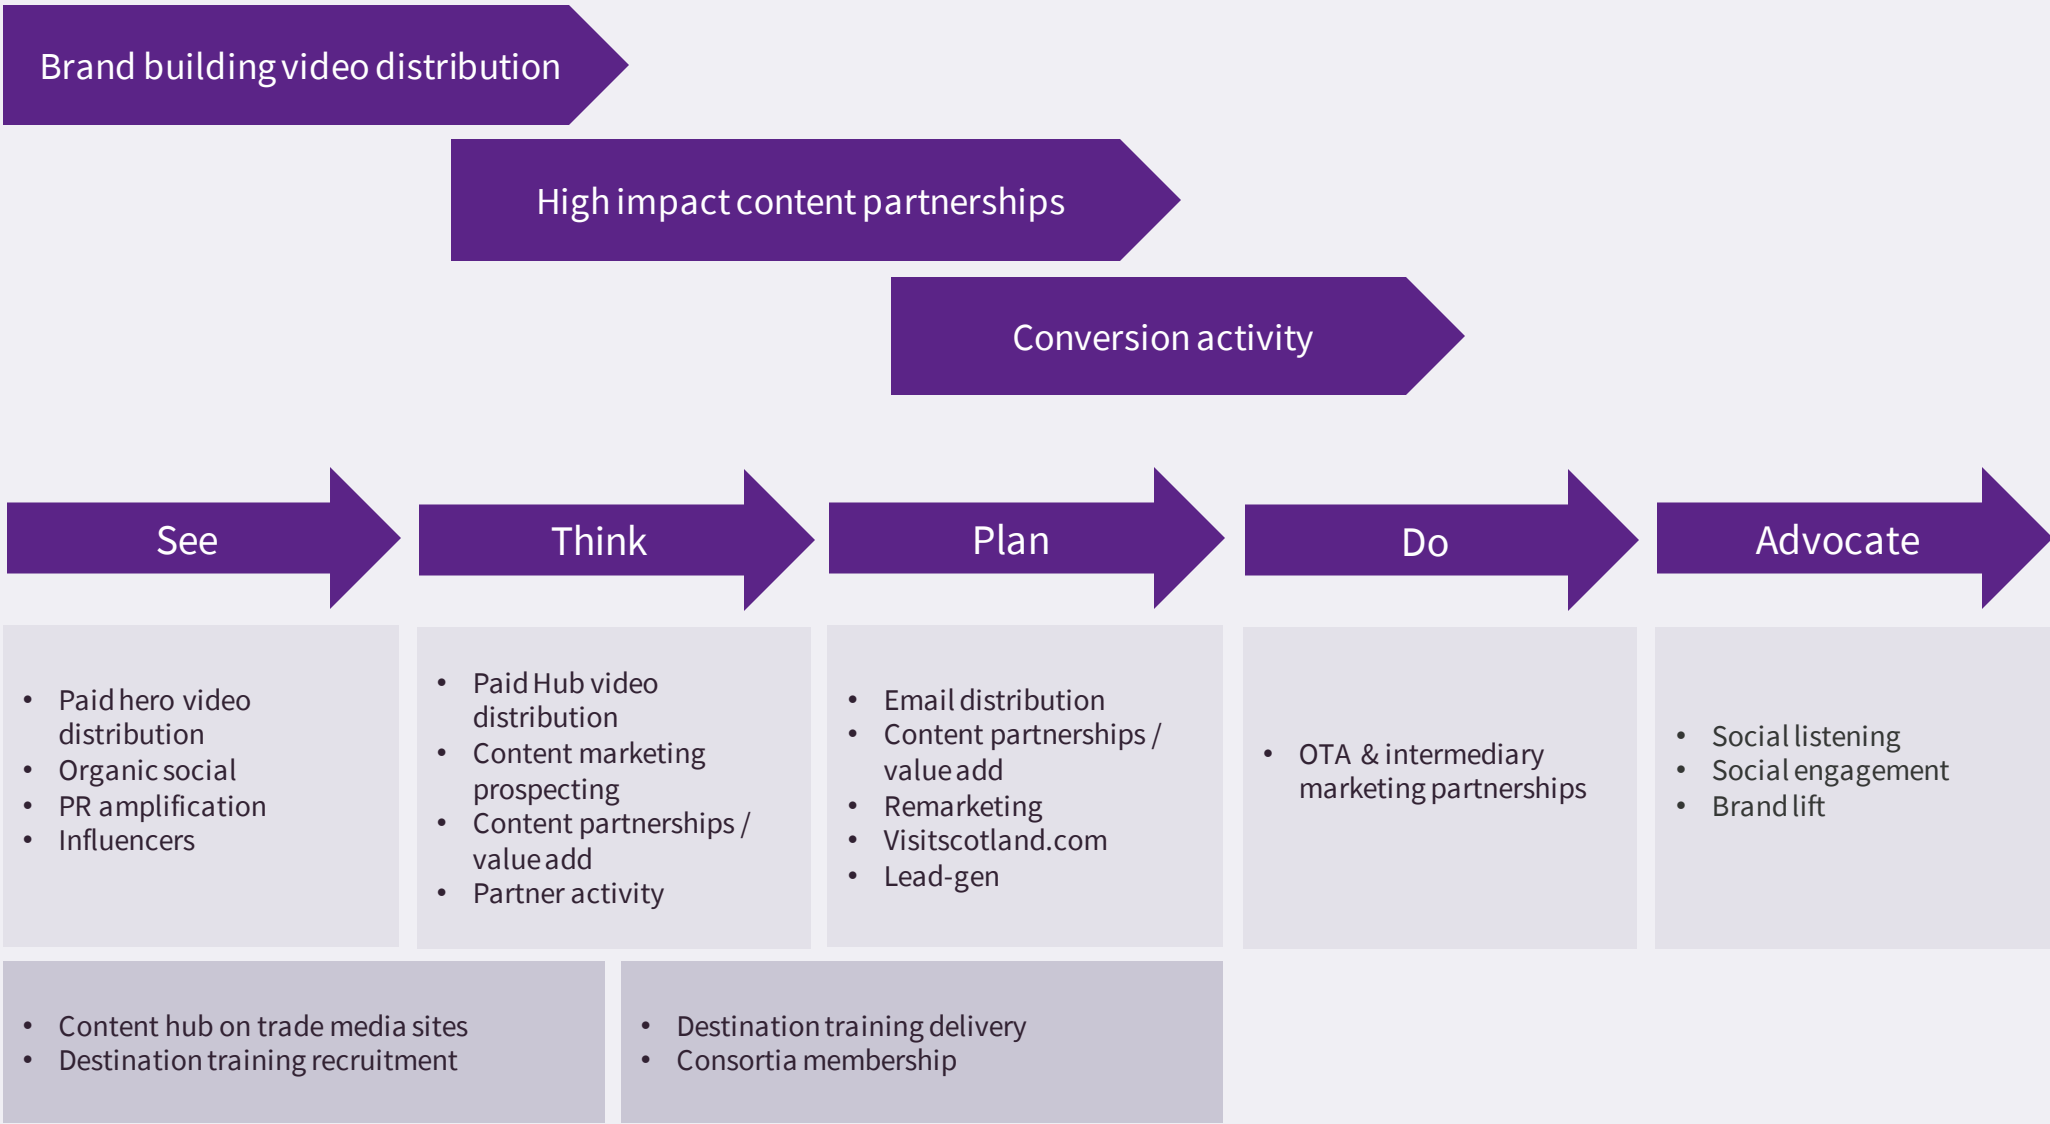 Brand building video distribution
High impact content partnerships
Conversion activity
See
Think
Plan
Do
Advocate
• Paid hero video
distribution
• Organic social
• PR amplification
• Influencers
• Paid Hub video
distribution
• Content marketing
prospecting
• Content partnerships /
value add
• Partner activity
• Email distribution
• Content partnerships /
value add
• Remarketing
• Visitscotland.com
• Lead-gen
• OTA & intermediary
marketing partnerships
• Social listening
• Social engagement
• Brand lift
• Content hub on trade media sites
• Destination training recruitment
• Destination training delivery
• Consortia membership